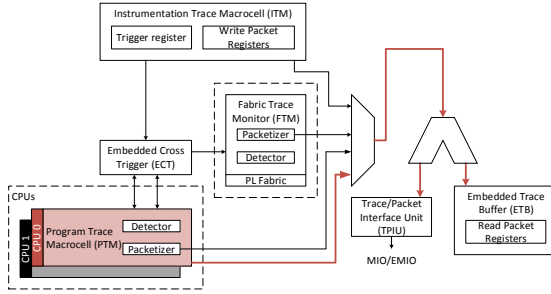 Instrumentation Trace Macrocell (ITM)
Trigger register
Write Packet
Registers
Fabric Trace
Monitor (FTM)
Packetizer
Detector
PL Fabric
Embedded Cross
Trigger (ECT)
CPUs
CPU 1
CPU 0
Program Trace
Macrocell (PTM)
Detector
Packetizer
Trace/Packet
Interface Unit
(TPIU)
MIO/EMIO
Embedded Trace
Buffer (ETB)
Read Packet
Registers